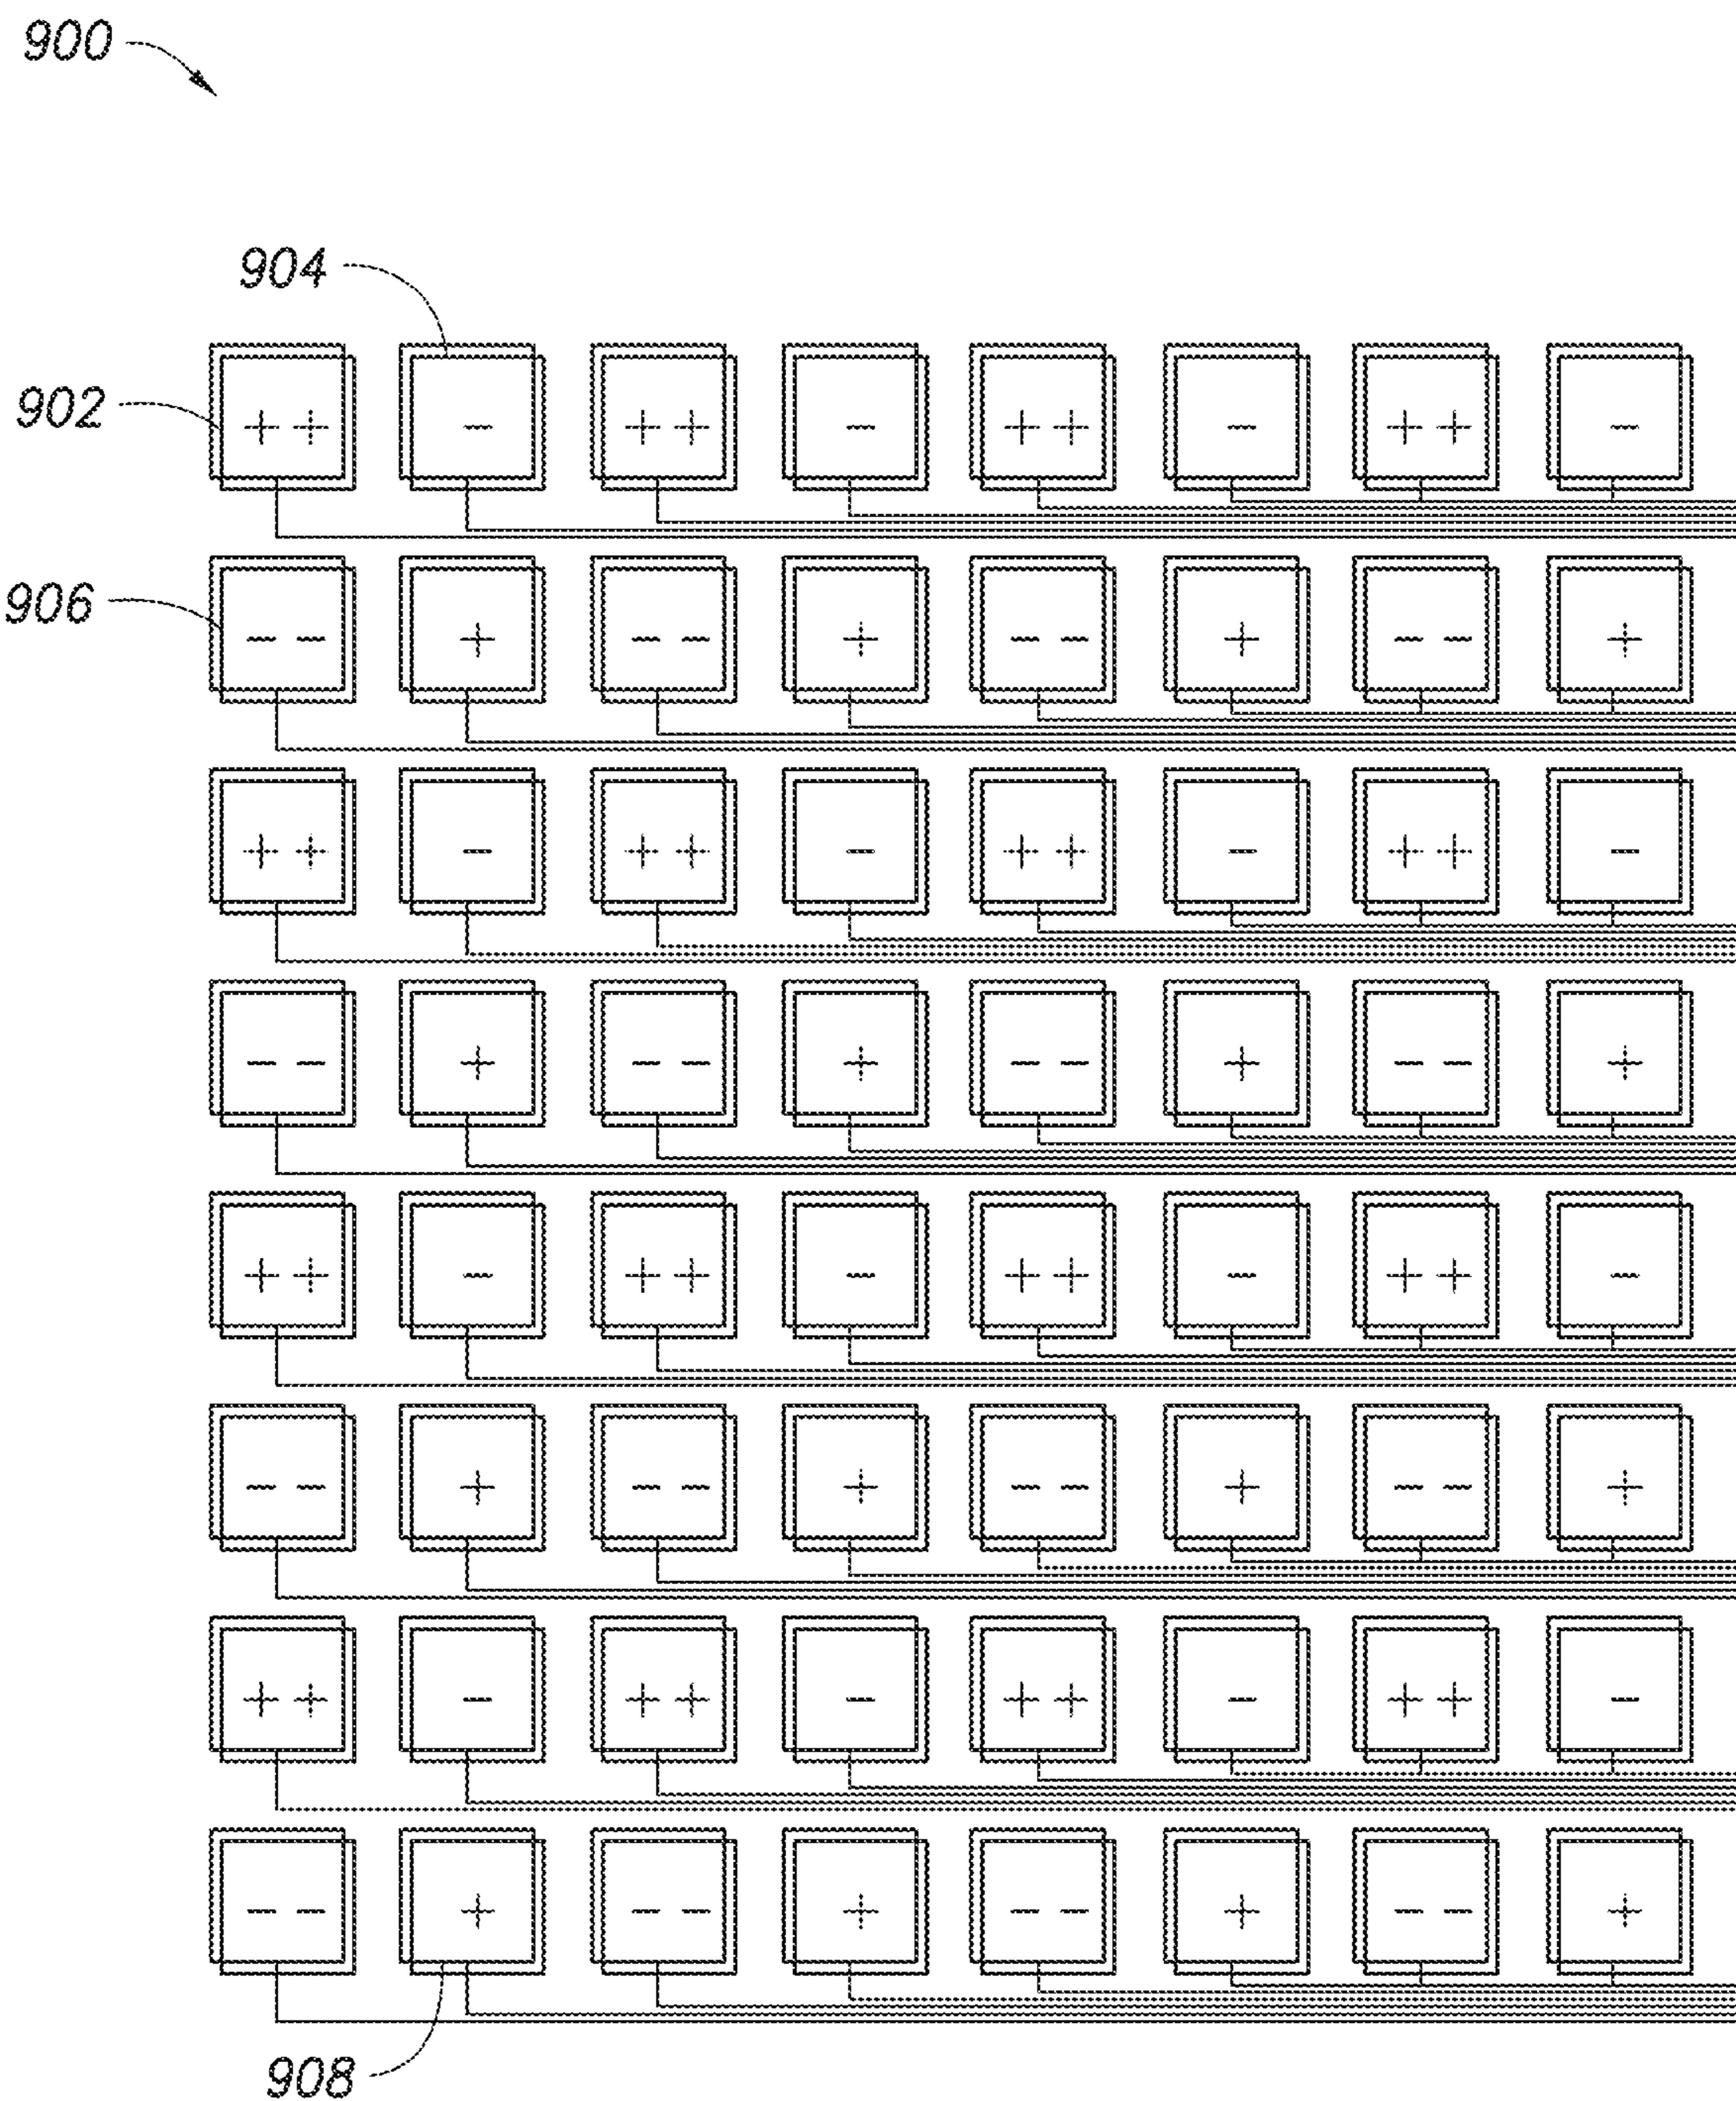 900
904
902
+ + − + + − + + − + + −
906
− − + − − + − − + − − +
+ + − + + − + + − + + −
− − + − − + − − + − − +
+ + − + + − + + − + + −
− − + − − + − − + − − +
+ + − + + − + + − + + −
− − + − − + − − + − − +
908